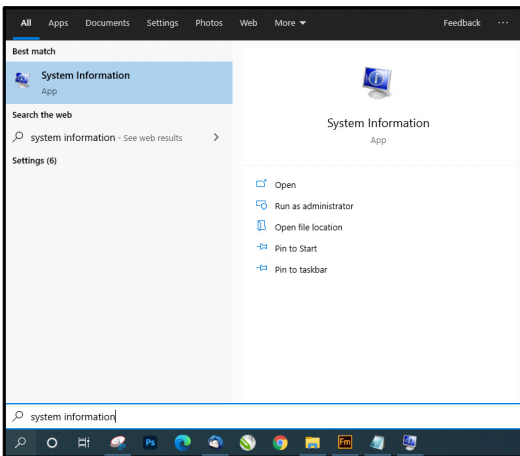 All Apps Documents Settings Photos Web More Feedback ...
Best match
System Information
App
Search the web
system information - See web results
Settings (6)
System Information
App
Open
Run as administrator
Open file location
Pin to Start
Pin to taskbar
system information
Ps Fm